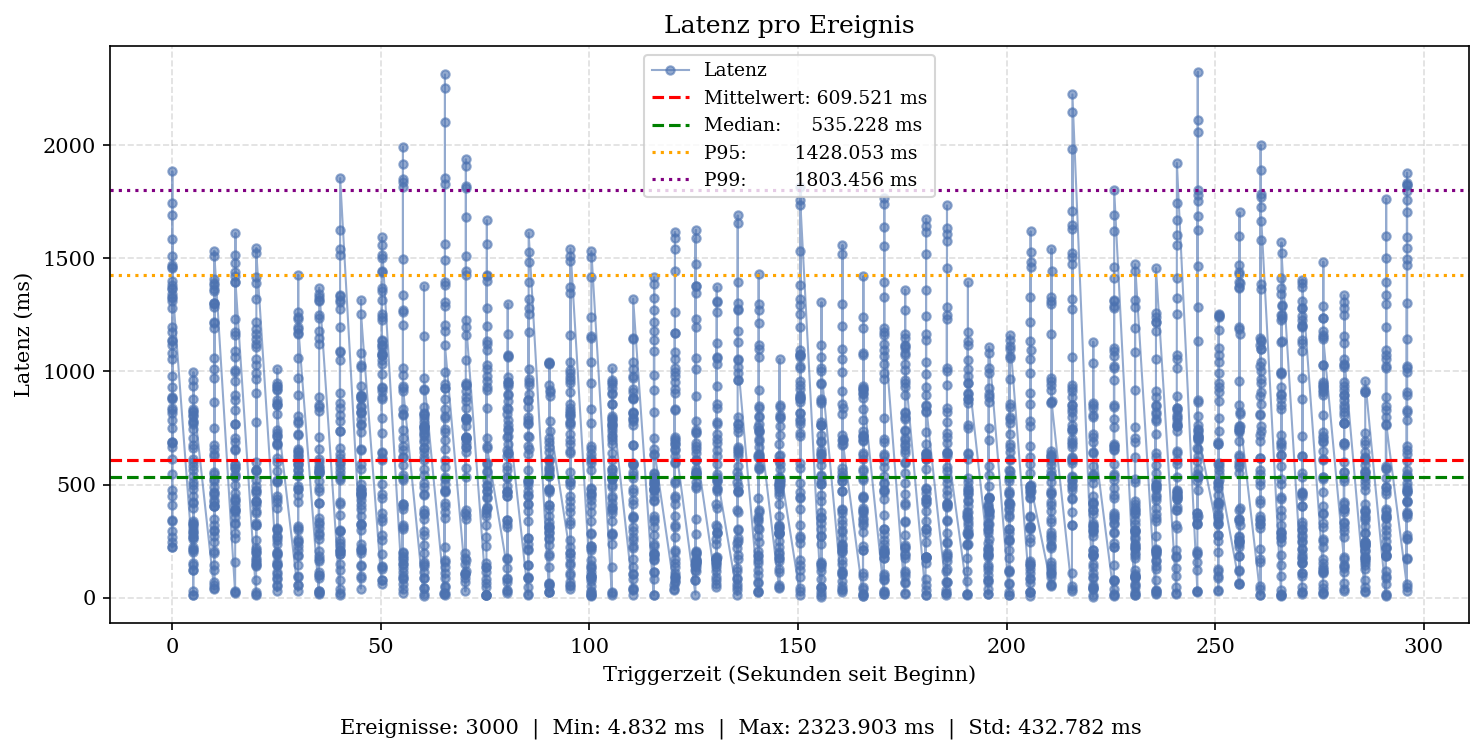 Latenz pro Ereignis
Latenz
Mittelwert: 609.521 ms
Median: 535.228 ms
P95: 1428.053 ms
P99: 1803.456 ms
Latenz (ms)
2000
1500
1000
500
0
0 50 100 150 200 250 300
Triggerzeit (Sekunden seit Beginn)
Ereignisse: 3000 | Min: 4.832 ms | Max: 2323.903 ms | Std: 432.782 ms